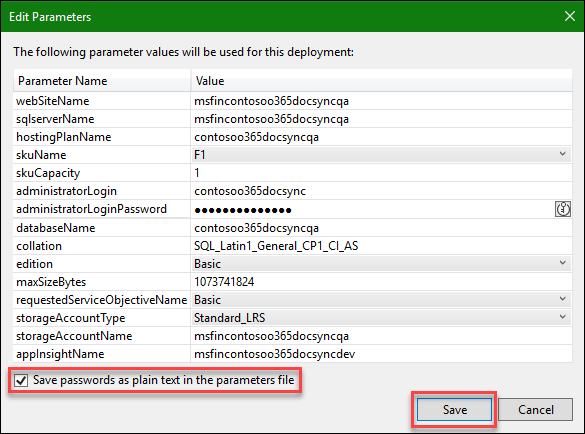 Edit Parameters
The following parameter values will be used for this deployment:
Parameter Name Value
webSiteName msfincontosoo365docsyncqa
sqlserverName msfincontosoo365docsyncqa
hostingPlanName contosoo365docsyncqa
skuName F1
skuCapacity 1
administratorLogin contosoo365docsync
administratorLoginPassword ●●●●●●●●●●●●●●
databaseName contosoo365docsyncqa
collation SQL_Latin1_General_CP1_CI_AS
edition Basic
maxSizeBytes 1073741824
requestedServiceObjectiveName Basic
storageAccountType Standard_LRS
storageAccountName msfincontosoo365docsyncqa
appInsightName msfincontosoo365docsyncdev
Save passwords as plain text in the parameters file
Save Cancel